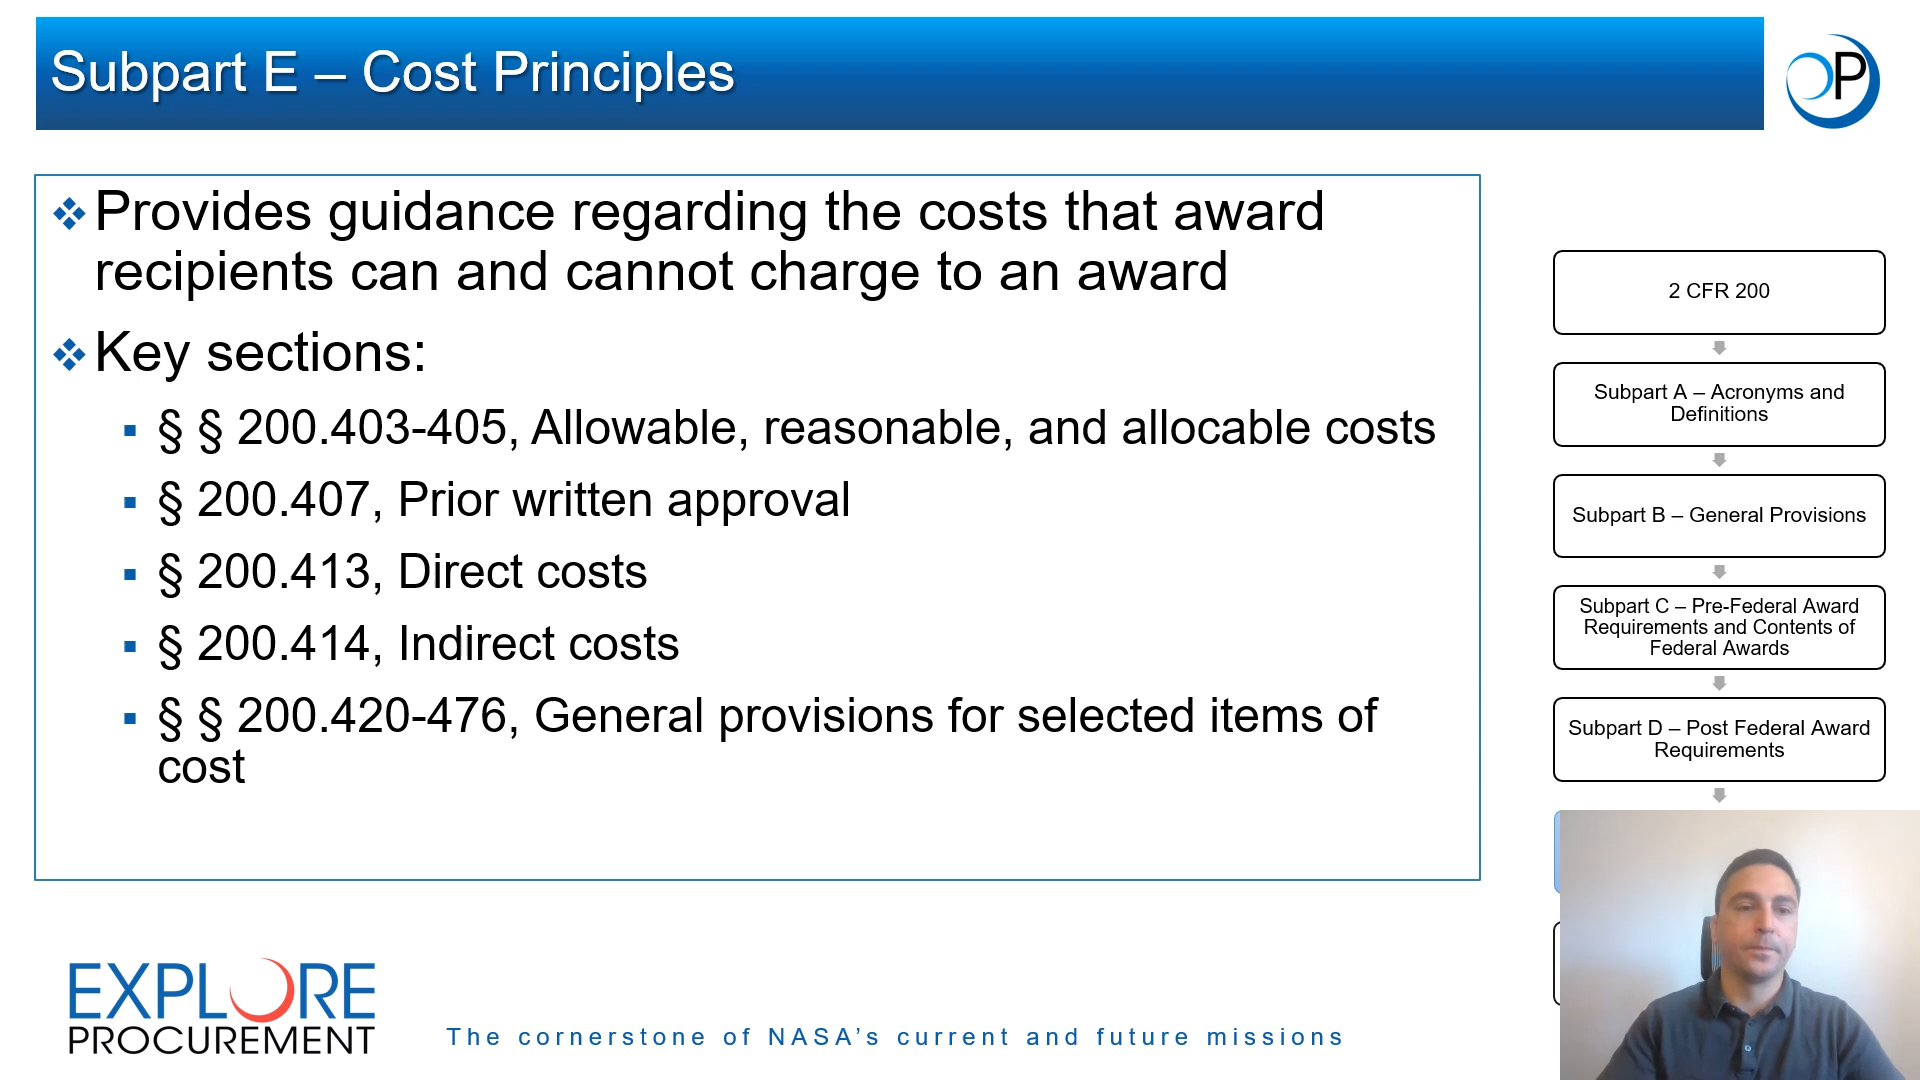 Subpart E – Cost Principles
P
Provides guidance regarding the costs that award
recipients can and cannot charge to an award
Key sections:
§ § 200.403-405, Allowable, reasonable, and allocable costs
§ 200.407, Prior written approval
§ 200.413, Direct costs
§ 200.414, Indirect costs
§ § 200.420-476, General provisions for selected items of
cost
2 CFR 200
Subpart A – Acronyms and
Definitions
Subpart B – General Provisions
Subpart C – Pre-Federal Award
Requirements and Contents of
Federal Awards
Subpart D – Post Federal Award
Requirements
EXPLORE
PROCUREMENT
The cornerstone of NASA’s current and future missions